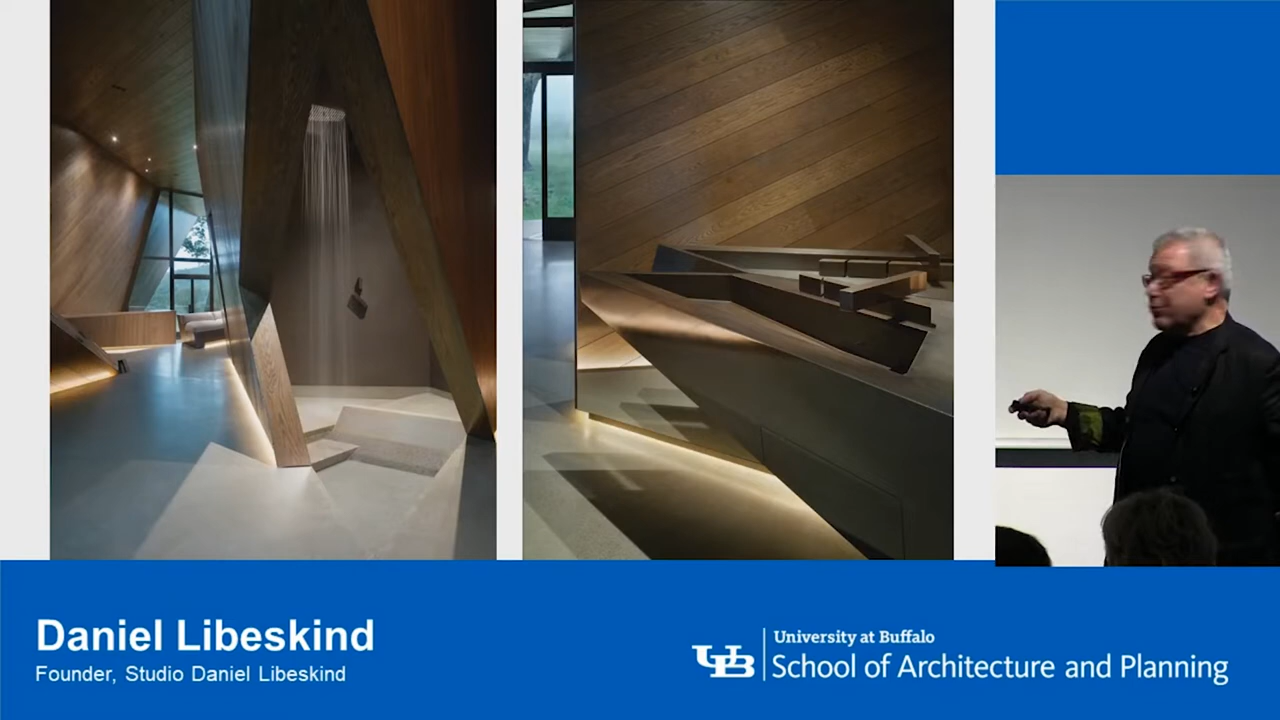 Daniel Libeskind
Founder, Studio Daniel Libeskind
UB
University at Buffalo
School of Architecture and Planning